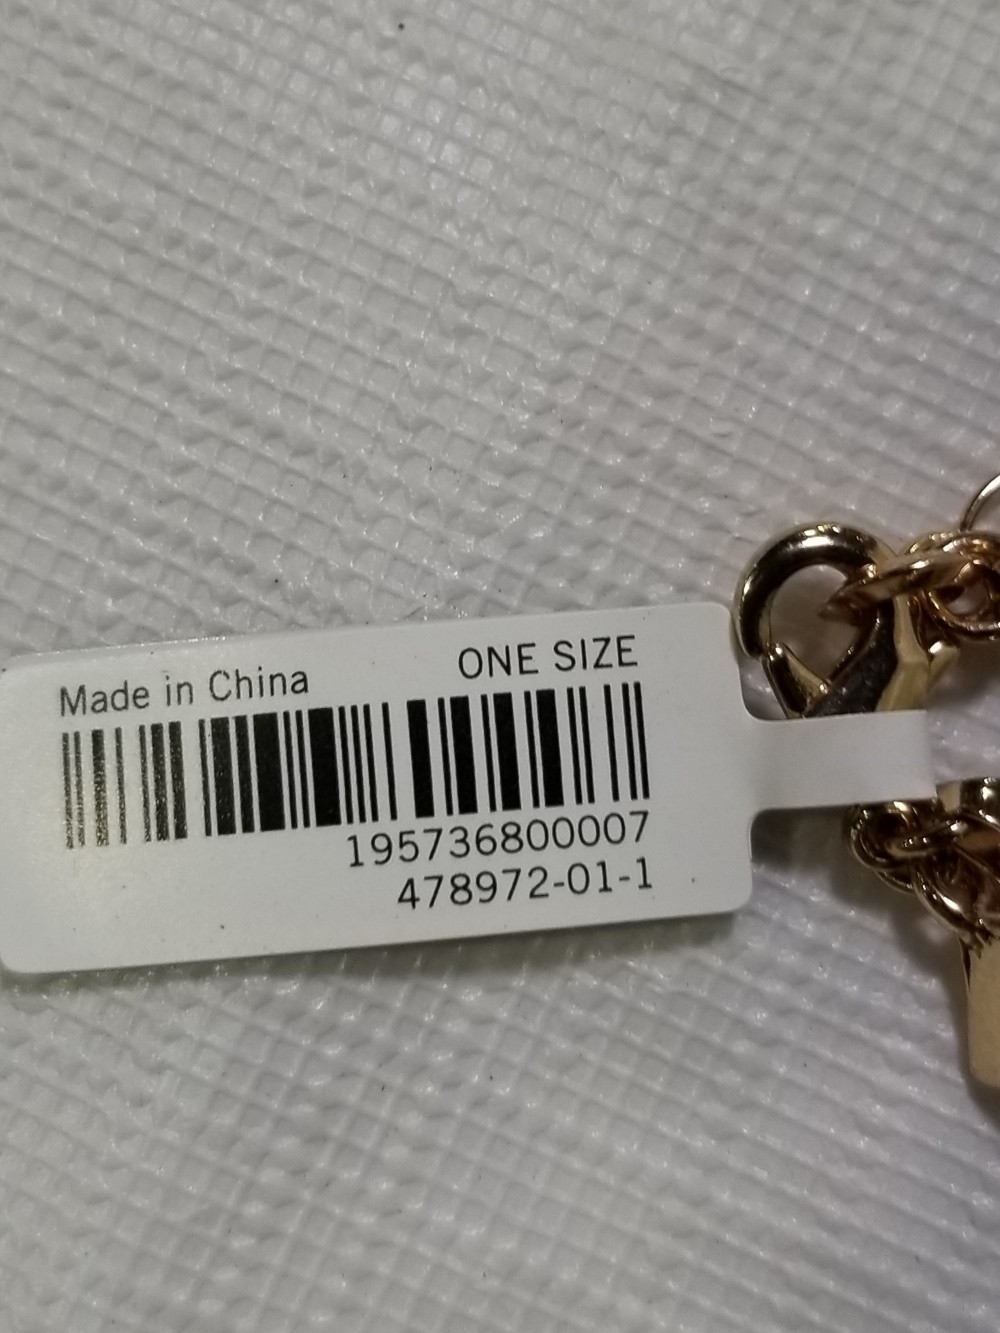 Made in China
ONE SIZE
195736800007
478972-01-1